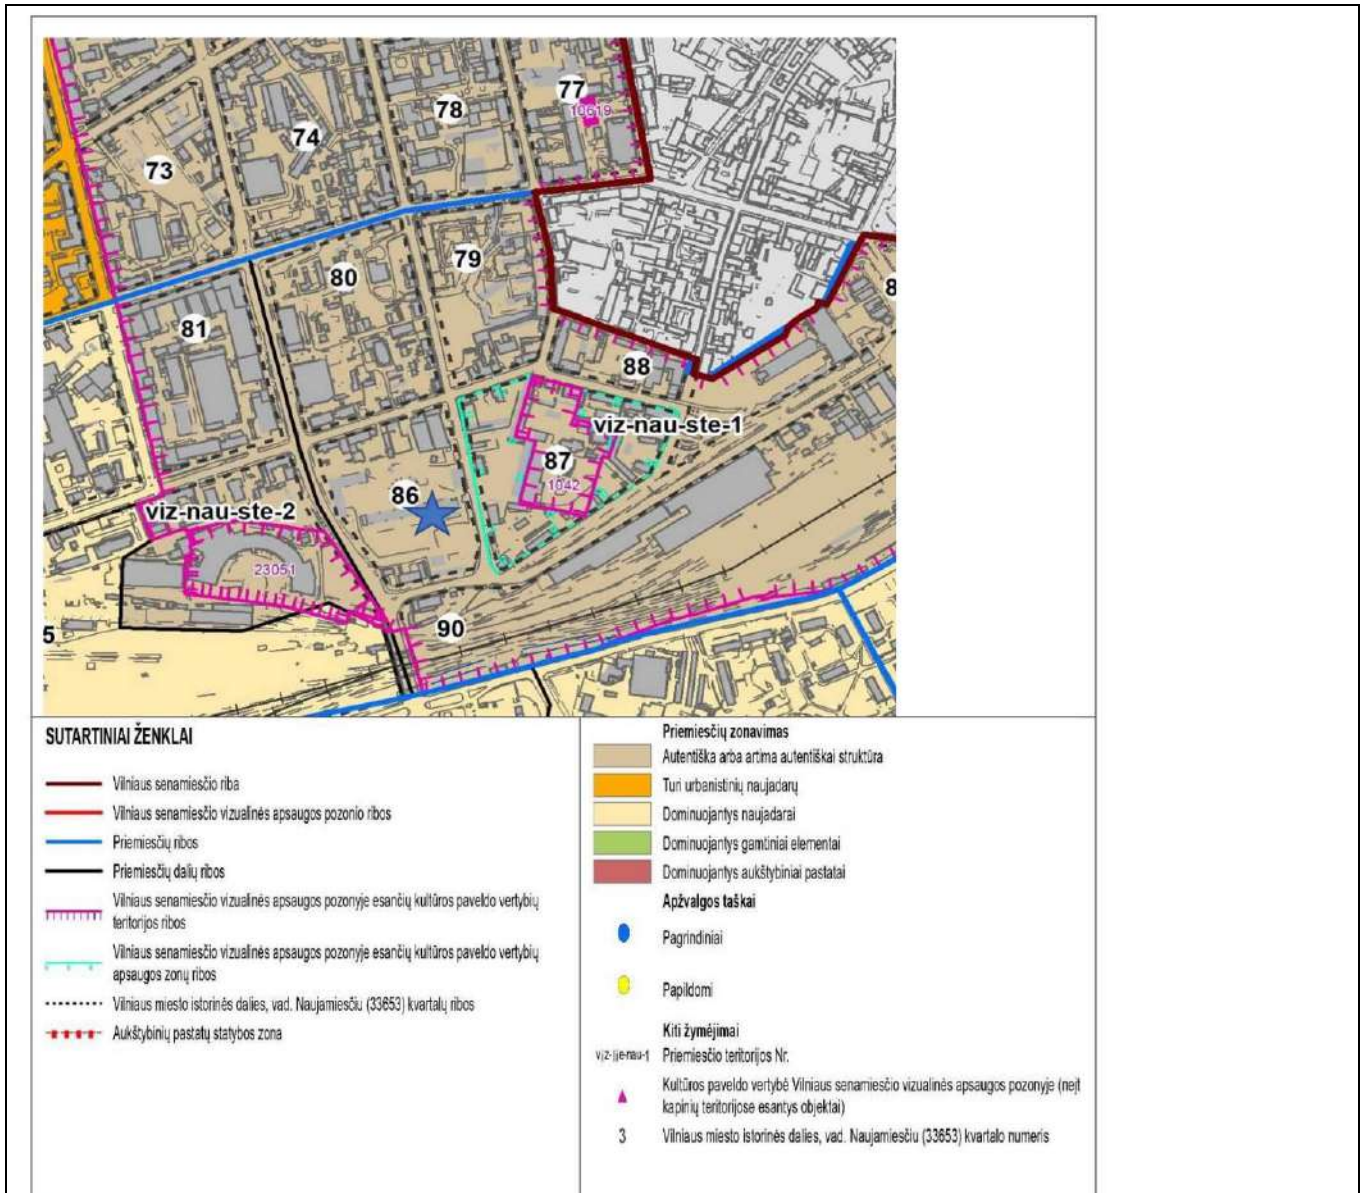 77
10619
78
74
73
79
80
8
81
88
viz-nau-ste-1
87
1042
86
viz-nau-ste-2
23051
90
5
SUTARTINIAI ŽENKLAI
Vilniaus senamiesčio riba
Vilniaus senamiesčio vizualinės apsaugos pozonio ribos
Priemiesčių ribos
Priemiesčių dalių ribos
Vilniaus senamiesčio vizualinės apsaugos pozonyje esančių kultūros paveldo vertybių
teritorijos ribos
Vilniaus senamiesčio vizualinės apsaugos pozonyje esančių kultūros paveldo vertybių
apsaugos zonų ribos
Vilniaus miesto istorinės dalies, vad. Naujamiesčiu (33653) kvartalų ribos
Aukštybinių pastatų statybos zona
Priemiesčių zonavimas
Autentiška arba artima autentiškai struktūra
Turi urbanistinių naujadarų
Dominuojantys naujadarai
Dominuojantys gamtiniai elementai
Dominuojantys aukštybiniai pastatai
Apžvalgos taškai
Pagrindiniai
Papildomi
Kiti žymėjimai
Priemiesčio teritorijos Nr.
Kultūros paveldo vertybė Vilniaus senamiesčio vizualinės apsaugos pozonyje (neįt
kapinių teritorijose esantys objektai)
3 Vilniaus miesto istorinės dalies, vad. Naujamiesčiu (33653) kvartalo numeris